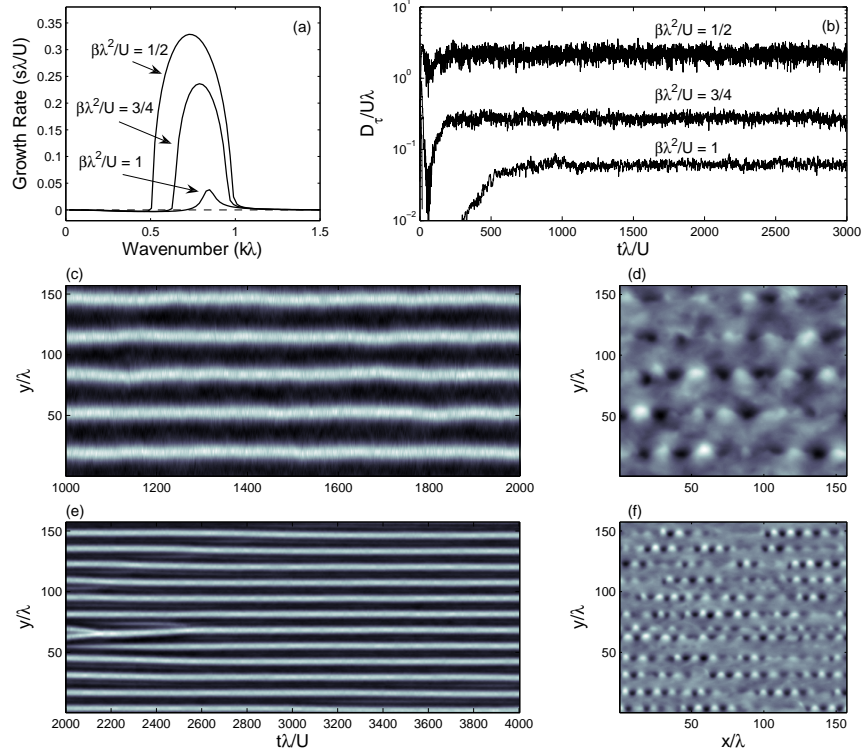 (a)
Growth Rate (sλ/U)
0.35
0.3
0.25
0.2
0.15
0.1
0.05
0
βλ²/U = 1/2
βλ²/U = 3/4
βλ²/U = 1
0 0.5 1 1.5
Wavenumber (kλ)
(b)
D_τ/Uλ
10¹
10⁰
10⁻¹
10⁻²
βλ²/U = 1/2
βλ²/U = 3/4
βλ²/U = 1
0 500 1000 1500 2000 2500 3000
tλ/U
(c)
y/λ
150
100
50
1000 1200 1400 1600 1800 2000
(d)
y/λ
150
100
50
50 100 150
(e)
y/λ
150
100
50
2000 2200 2400 2600 2800 3000 3200 3400 3600 3800 4000
tλ/U
(f)
y/λ
150
100
50
50 100 150
x/λ